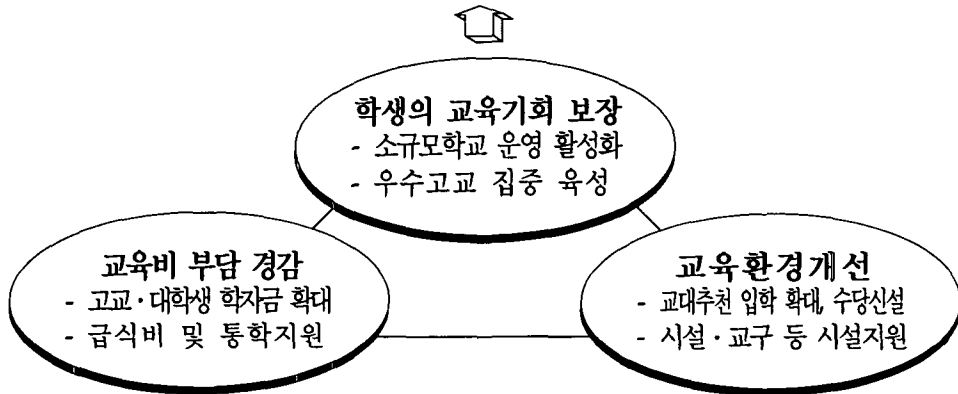 학생의 교육기회 보장
- 소규모학교 운영 활성화
- 우수고교 집중 육성
교육비 부담 경감
- 고교·대학생 학자금 확대
- 급식비 및 통학지원
교육환경개선
- 교대추천 입학 확대, 수당신설
- 시설·교구 등 시설지원